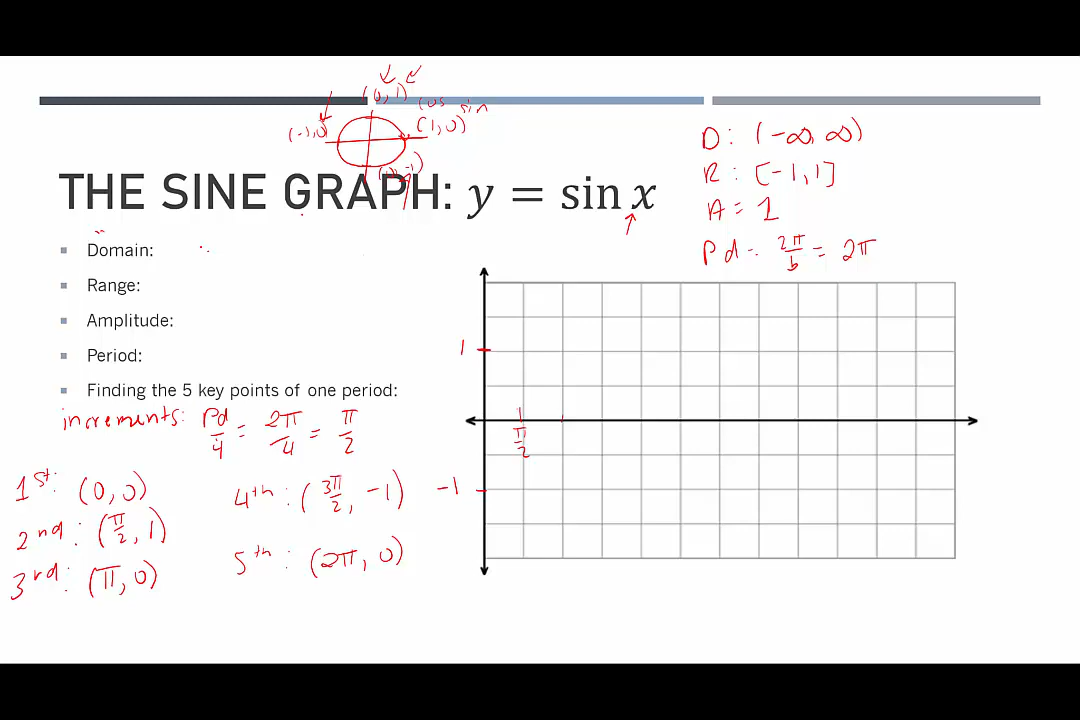 (0, 1)
cos sin
(-1, 0) (1, 0)
THE SINE GRAPH: y = sin x
D: (-∞, ∞)
R: [-1, 1]
A = 1
Pd = 2π/b = 2π
Domain:
Range:
Amplitude:
Period:
Finding the 5 key points of one period:
increments: Pd/4 = 2π/4 = π/2
1st: (0, 0)
2nd: (π/2, 1)
3rd: (π, 0)
4th: (3π/2, -1)
5th: (2π, 0)
1
π/2
-1